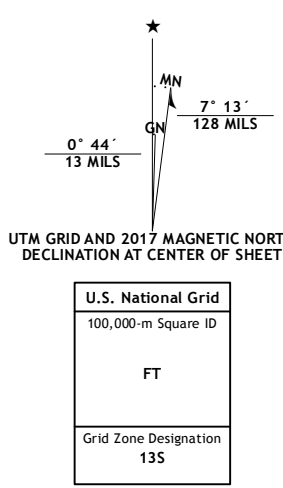 MN
GN
7° 13´
128 MILS
0° 44´
13 MILS
UTM GRID AND 2017 MAGNETIC NORT
DECLINATION AT CENTER OF SHEET
U.S. National Grid
100,000-m Square ID
FT
Grid Zone Designation
13S